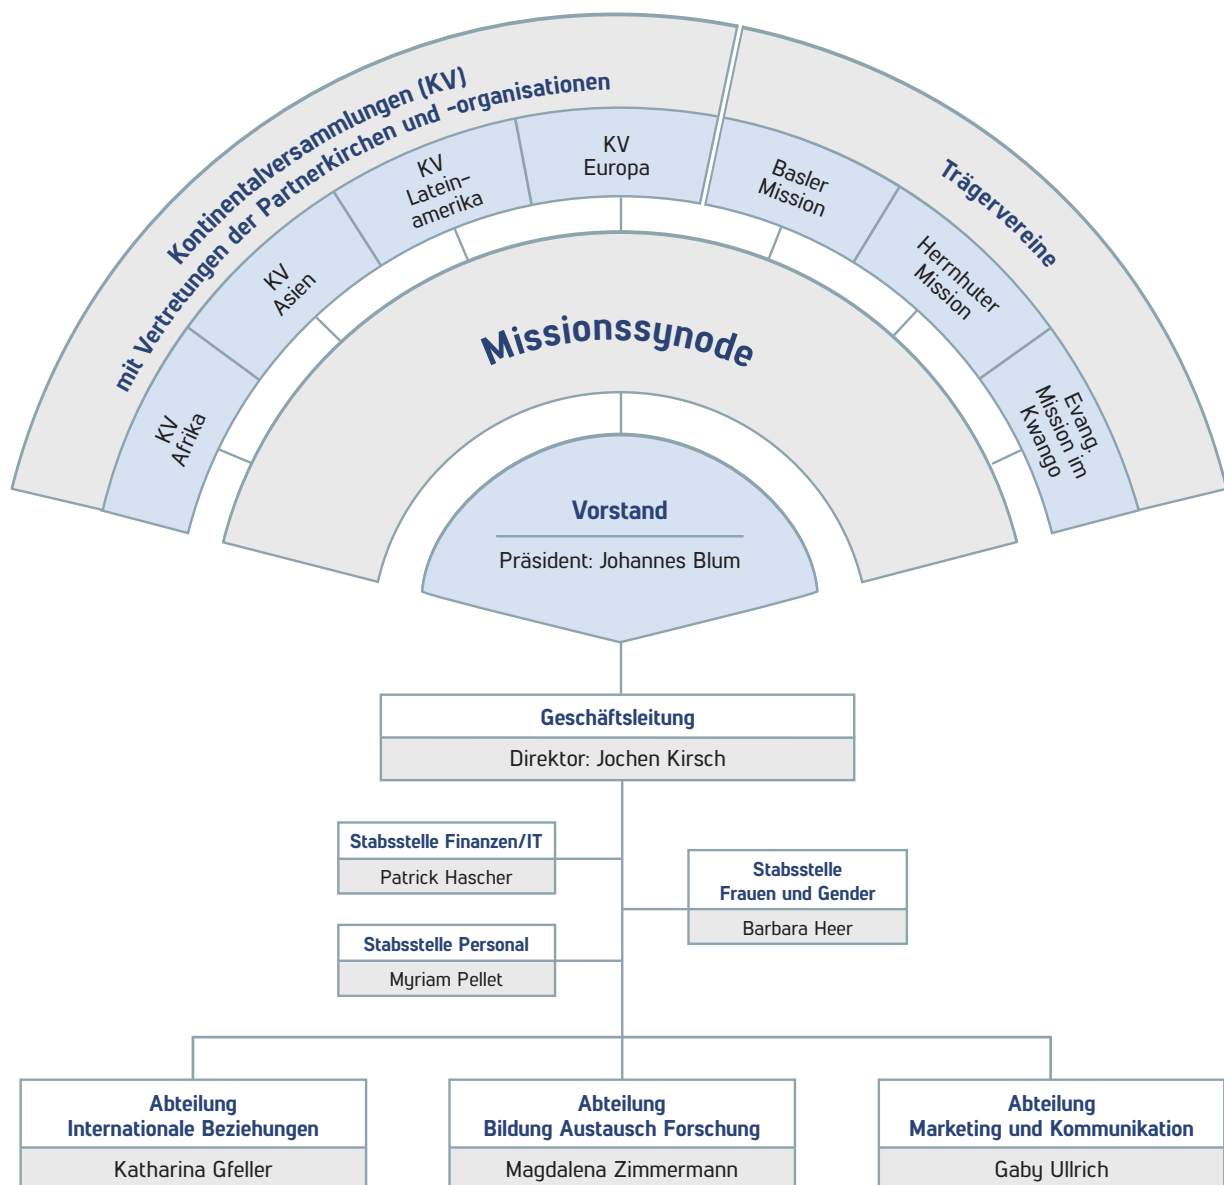 Kontinentalversammlungen (KV)
mit Vertretungen der Partnerkirchen und -organisationen
Trägervereine
KV
Afrika
KV
Asien
KV
Latein-
amerika
KV
Europa
Basler
Mission
Herrnhuter
Mission
Evang.
Mission im
Kwango
Missionssynode
Vorstand
Präsident: Johannes Blum
Geschäftsleitung
Direktor: Jochen Kirsch
Stabsstelle Finanzen/IT
Patrick Hascher
Stabsstelle
Frauen und Gender
Barbara Heer
Stabsstelle Personal
Myriam Pellet
Abteilung
Internationale Beziehungen
Katharina Gfeller
Abteilung
Bildung Austausch Forschung
Magdalena Zimmermann
Abteilung
Marketing und Kommunikation
Gaby Ullrich